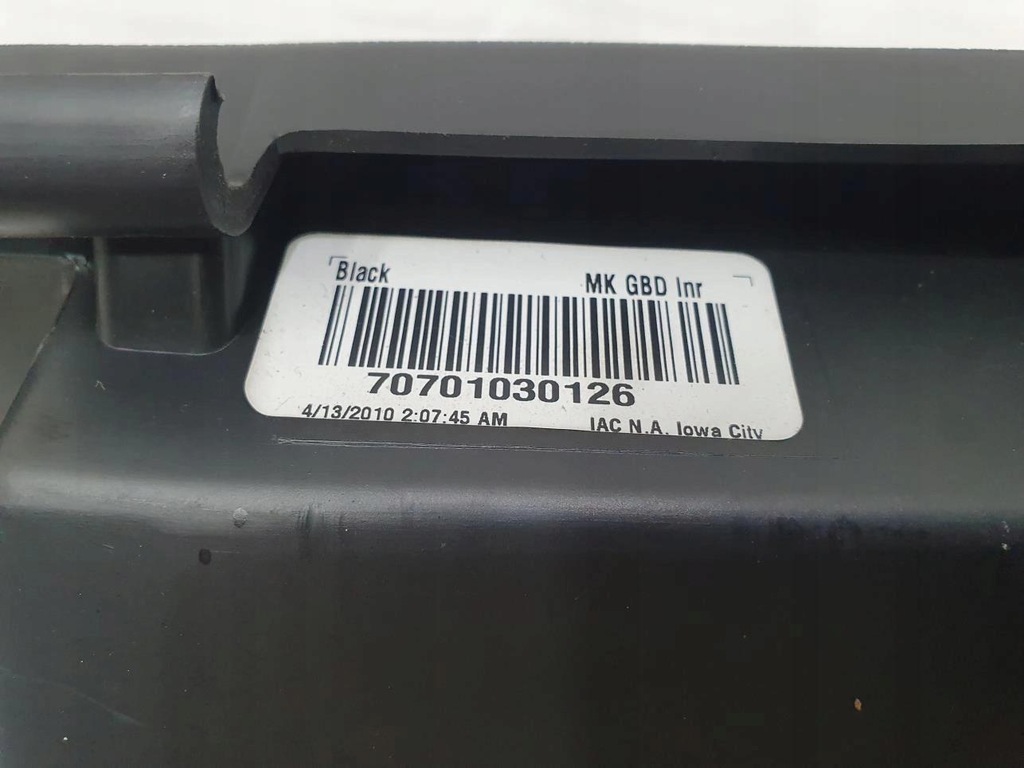 Black MK GBD Inr
70701030126
4/13/2010 2:07:45 AM IAC N.A. Iowa City